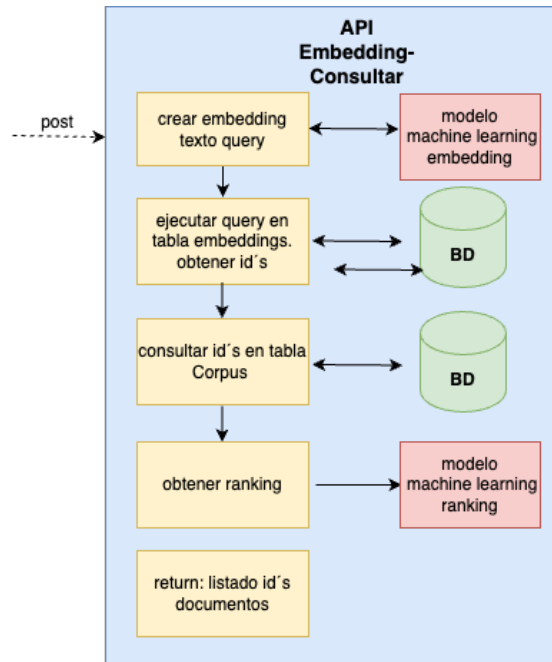 API
Embedding-
Consultar
post
crear embedding
texto query
modelo
machine learning
embedding
ejecutar query en
tabla embeddings.
obtener id´s
BD
consultar id´s en tabla
Corpus
BD
obtener ranking
modelo
machine learning
ranking
return: listado id´s
documentos